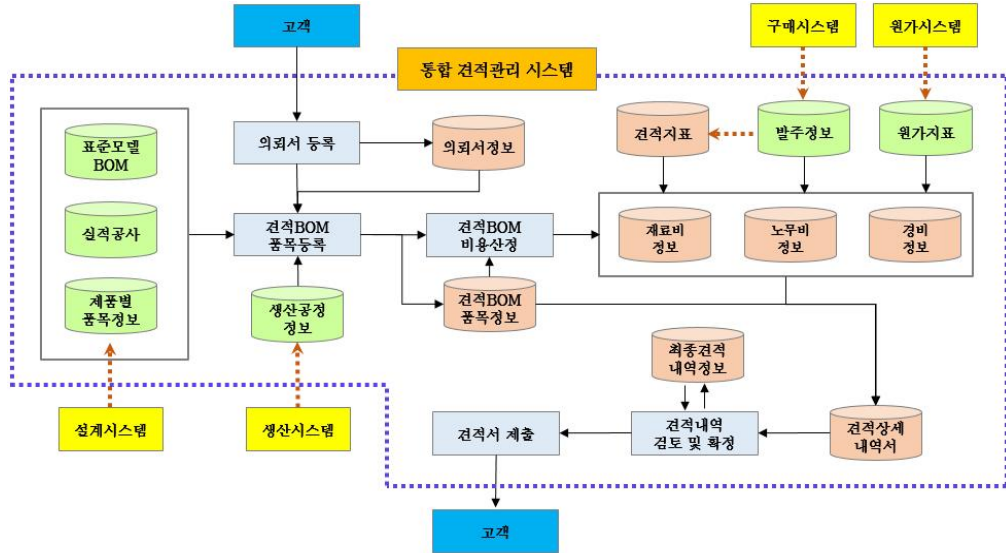 고객
구매시스템
원가시스템
통합 견적관리 시스템
표준모델
BOM
의뢰서 등록
의뢰서정보
견적지표
발주정보
원가지표
실적공사
견적BOM
품목등록
견적BOM
비용산정
재료비
정보
노무비
정보
경비
정보
제품별
품목정보
생산공정
정보
견적BOM
품목정보
최종견적
내역정보
설계시스템
생산시스템
견적서 제출
견적내역
검토 및 확정
견적상세
내역서
고객